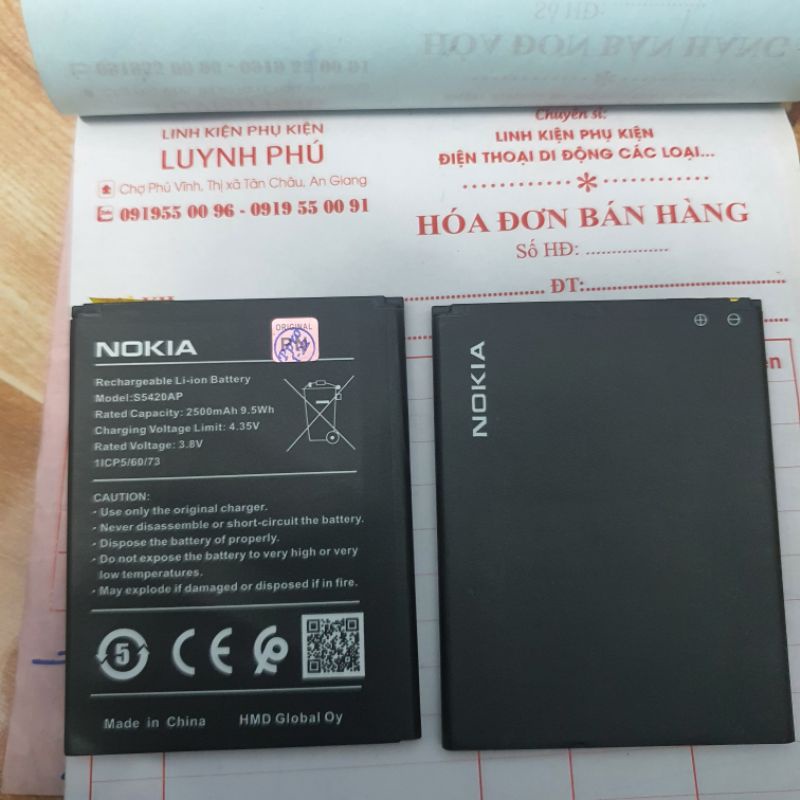 LINH KIỆN PHỤ KIỆN
LUYNH PHÚ
Chợ Phú Vĩnh, Thị xã Tân Châu, An Giang
091955 00 96 - 0919 55 00 91
Chuyên sỉ:
LINH KIỆN PHỤ KIỆN
ĐIỆN THOẠI DI ĐỘNG CÁC LOẠI...
HÓA ĐƠN BÁN HÀNG
Số HĐ: ................
ĐT:
NOKIA
ORIGINAL
Rechargeable Li-ion Battery
Model:S5420AP
Rated Capacity: 2500mAh 9.5Wh
Charging Voltage Limit: 4.35V
Rated Voltage: 3.8V
1ICP5/60/73
CAUTION:
- Use only the original charger.
- Never disassemble or short-circuit the battery.
- Dispose the battery of properly.
- Do not expose the battery to very high or very
low temperatures.
- May explode if damaged or disposed if in fire.
5
CE
Made in China HMD Global Oy
NOKIA